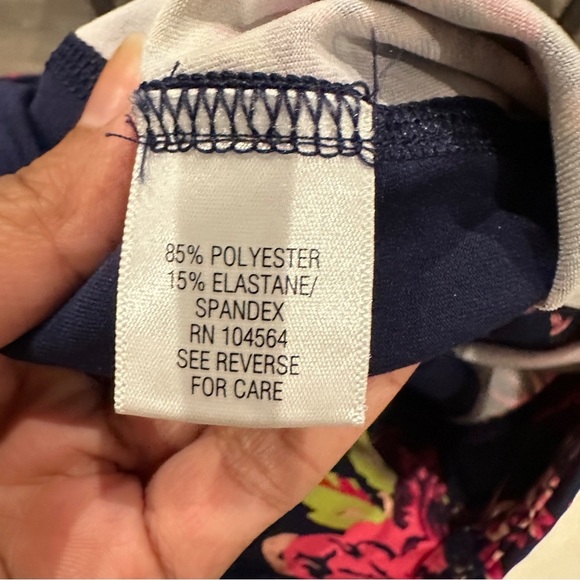 85% POLYESTER
15% ELASTANE/
SPANDEX
RN 104564
SEE REVERSE
FOR CARE